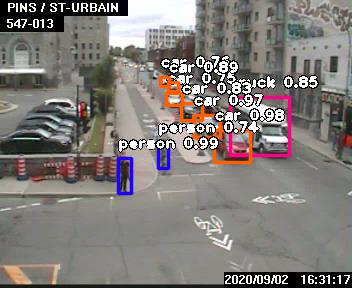 PINS / ST-URBAIN
547-013
car 0.76
car 0.89
car 0.75
truck 0.85
car 0.83
car 0.97
car 0.98
person 0.74
person 0.99
2020/09/02 16:31:17